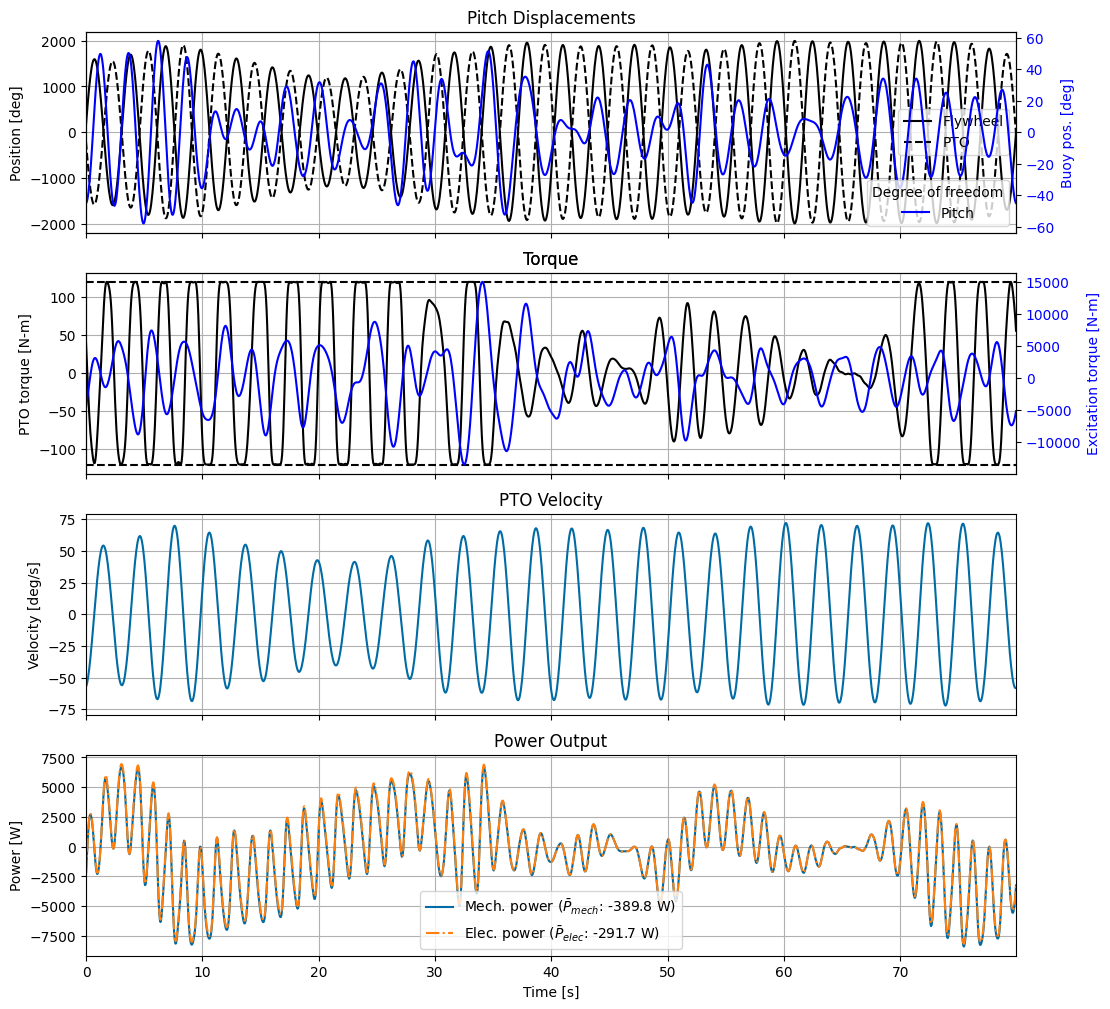 Pitch Displacements
2000
1000
0
−1000
−2000
Position [deg]
60
40
20
0
−20
−40
−60
Buoy pos. [deg]
Flywheel
PTO
Degree of freedom
Pitch
Torque
100
50
0
−50
−100
PTO torque [N-m]
15000
10000
5000
0
−5000
−10000
Excitation torque [N-m]
PTO Velocity
75
50
25
0
−25
−50
−75
Velocity [deg/s]
Power Output
7500
5000
2500
0
−2500
−5000
−7500
Power [W]
Mech. power (P̄mech: -389.8 W)
Elec. power (P̄elec: -291.7 W)
0 10 20 30 40 50 60 70
Time [s]